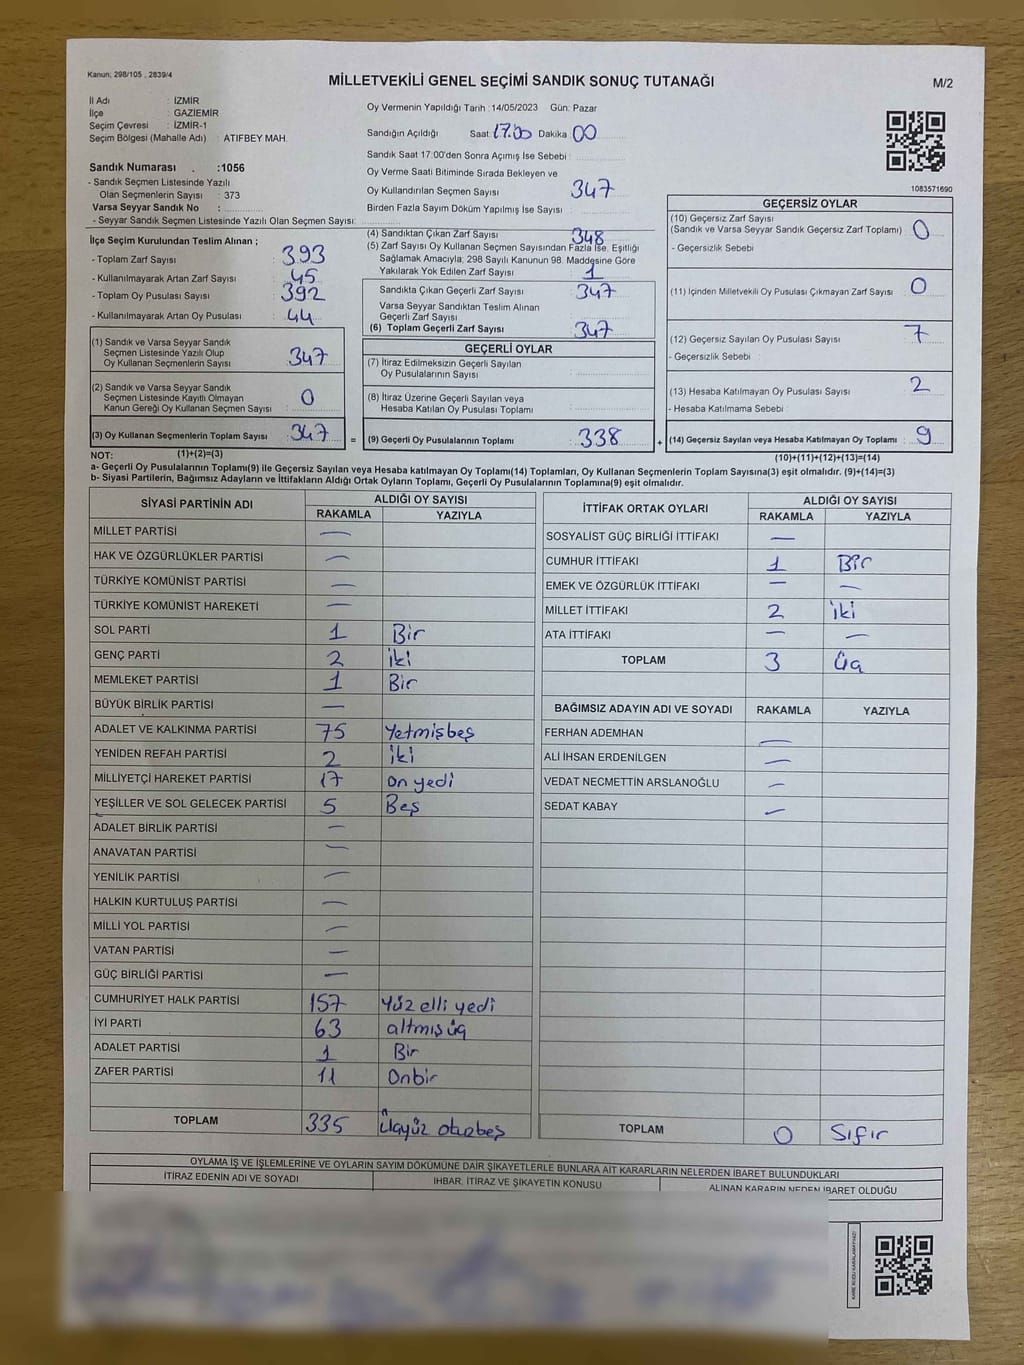 Kanun; 298/105 , 2839/4
MİLLETVEKİLİ GENEL SEÇİMİ SANDIK SONUÇ TUTANAĞI
M/2
İl Adı : İZMİR
İlçe : GAZİEMİR
Seçim Çevresi : İZMİR-1
Seçim Bölgesi (Mahalle Adı) : ATIFBEY MAH.
Oy Vermenin Yapıldığı Tarih :14/05/2023 Gün: Pazar
Sandığın Açıldığı Saat: 17.00 Dakika 00
Sandık Saat 17:00'den Sonra Açımış İse Sebebi :
Oy Verme Saati Bitiminde Sırada Bekleyen ve
Oy Kullandırılan Seçmen Sayısı : 347
Birden Fazla Sayım Döküm Yapılmış İse Sayısı :
Sandık Numarası . :1056
- Sandık Seçmen Listesinde Yazılı
Olan Seçmenlerin Sayısı : 373
Varsa Seyyar Sandık No :
- Seyyar Sandık Seçmen Listesinde Yazılı Olan Seçmen Sayısı:
1083571690
İlçe Seçim Kurulundan Teslim Alınan ;
- Toplam Zarf Sayısı : 393
- Kullanılmayarak Artan Zarf Sayısı : 45
- Toplam Oy Pusulası Sayısı : 392
- Kullanılmayarak Artan Oy Pusulası : 44
(1) Sandık ve Varsa Seyyar Sandık
Seçmen Listesinde Yazılı Olup
Oy Kullanan Seçmenlerin Sayısı : 347
(2) Sandık ve Varsa Seyyar Sandık
Seçmen Listesinde Kayıtlı Olmayan
Kanun Gereği Oy Kullanan Seçmen Sayısı : 0
(3) Oy Kullanan Seçmenlerin Toplam Sayısı : 347
(1)+(2)=(3)
(4) Sandıktan Çıkan Zarf Sayısı : 348
(5) Zarf Sayısı Oy Kullanan Seçmen Sayısından Fazla İse, Eşitliği
Sağlamak Amacıyla; 298 Sayılı Kanunun 98. Maddesine Göre
Yakılarak Yok Edilen Zarf Sayısı : 1
Sandıkta Çıkan Geçerli Zarf Sayısı : 347
Varsa Seyyar Sandıktan Teslim Alınan
Geçerli Zarf Sayısı :
(6) Toplam Geçerli Zarf Sayısı : 347
GEÇERLİ OYLAR
(7) İtiraz Edilmeksizin Geçerli Sayılan
Oy Pusulalarının Sayısı :
(8) İtiraz Üzerine Geçerli Sayılan veya
Hesaba Katılan Oy Pusulası Toplamı :
= (9) Geçerli Oy Pusulalarının Toplamı : 338
GEÇERSİZ OYLAR
(10) Geçersiz Zarf Sayısı
(Sandık ve Varsa Seyyar Sandık Geçersiz Zarf Toplamı) : 0
- Geçersizlik Sebebi :
(11) İçinden Milletvekili Oy Pusulası Çıkmayan Zarf Sayısı : 0
(12) Geçersiz Sayılan Oy Pusulası Sayısı : 7
- Geçersizlik Sebebi :
(13) Hesaba Katılmayan Oy Pusulası Sayısı : 2
- Hesaba Katılmama Sebebi :
+ (14) Geçersiz Sayılan veya Hesaba Katılmayan Oy Toplamı : 9
(10)+(11)+(12)+(13)=(14)
NOT:
a- Geçerli Oy Pusulalarının Toplamı(9) ile Geçersiz Sayılan veya Hesaba katılmayan Oy Toplamı(14) Toplamları, Oy Kullanan Seçmenlerin Toplam Sayısına(3) eşit olmalıdır. (9)+(14)=(3)
b- Siyasi Partilerin, Bağımsız Adayların ve İttifakların Aldığı Ortak Oyların Toplamı, Geçerli Oy Pusulalarının Toplamına(9) eşit olmalıdır.
SİYASİ PARTİNİN ADI ALDIĞI OY SAYISI
RAKAMLA YAZIYLA
MİLLET PARTİSİ —
HAK VE ÖZGÜRLÜKLER PARTİSİ —
TÜRKİYE KOMÜNİST PARTİSİ —
TÜRKİYE KOMÜNİST HAREKETİ —
SOL PARTİ 1 Bir
GENÇ PARTİ 2 iki
MEMLEKET PARTİSİ 1 Bir
BÜYÜK BİRLİK PARTİSİ —
ADALET VE KALKINMA PARTİSİ 75 Yetmişbeş
YENİDEN REFAH PARTİSİ 2 iki
MİLLİYETÇİ HAREKET PARTİSİ 17 on yedi
YEŞİLLER VE SOL GELECEK PARTİSİ 5 Beş
ADALET BİRLİK PARTİSİ —
ANAVATAN PARTİSİ —
YENİLİK PARTİSİ —
HALKIN KURTULUŞ PARTİSİ —
MİLLİ YOL PARTİSİ —
VATAN PARTİSİ —
GÜÇ BİRLİĞİ PARTİSİ —
CUMHURİYET HALK PARTİSİ 157 Yüz elli yedi
İYİ PARTİ 63 altmış üç
ADALET PARTİSİ 1 Bir
ZAFER PARTİSİ 11 Onbir
TOPLAM 335 Üçyüz otuzbeş
İTTİFAK ORTAK OYLARI ALDIĞI OY SAYISI
RAKAMLA YAZIYLA
SOSYALİST GÜÇ BİRLİĞİ İTTİFAKI —
CUMHUR İTTİFAKI 1 Bir
EMEK VE ÖZGÜRLÜK İTTİFAKI — —
MİLLET İTTİFAKI 2 iki
ATA İTTİFAKI — —
TOPLAM 3 üç
BAĞIMSIZ ADAYIN ADI VE SOYADI RAKAMLA YAZIYLA
FERHAN ADEMHAN —
ALİ İHSAN ERDENİLGEN —
VEDAT NECMETTİN ARSLANOĞLU —
SEDAT KABAY —
TOPLAM 0 Sıfır
OYLAMA İŞ VE İŞLEMLERİNE VE OYLARIN SAYIM DÖKÜMÜNE DAİR ŞİKAYETLERLE BUNLARA AİT KARARLARIN NELERDEN İBARET BULUNDUKLARI
İTİRAZ EDENİN ADI VE SOYADI İHBAR, İTİRAZ VE ŞİKAYETİN KONUSU ALINAN KARARIN NEDEN İBARET OLDUĞU